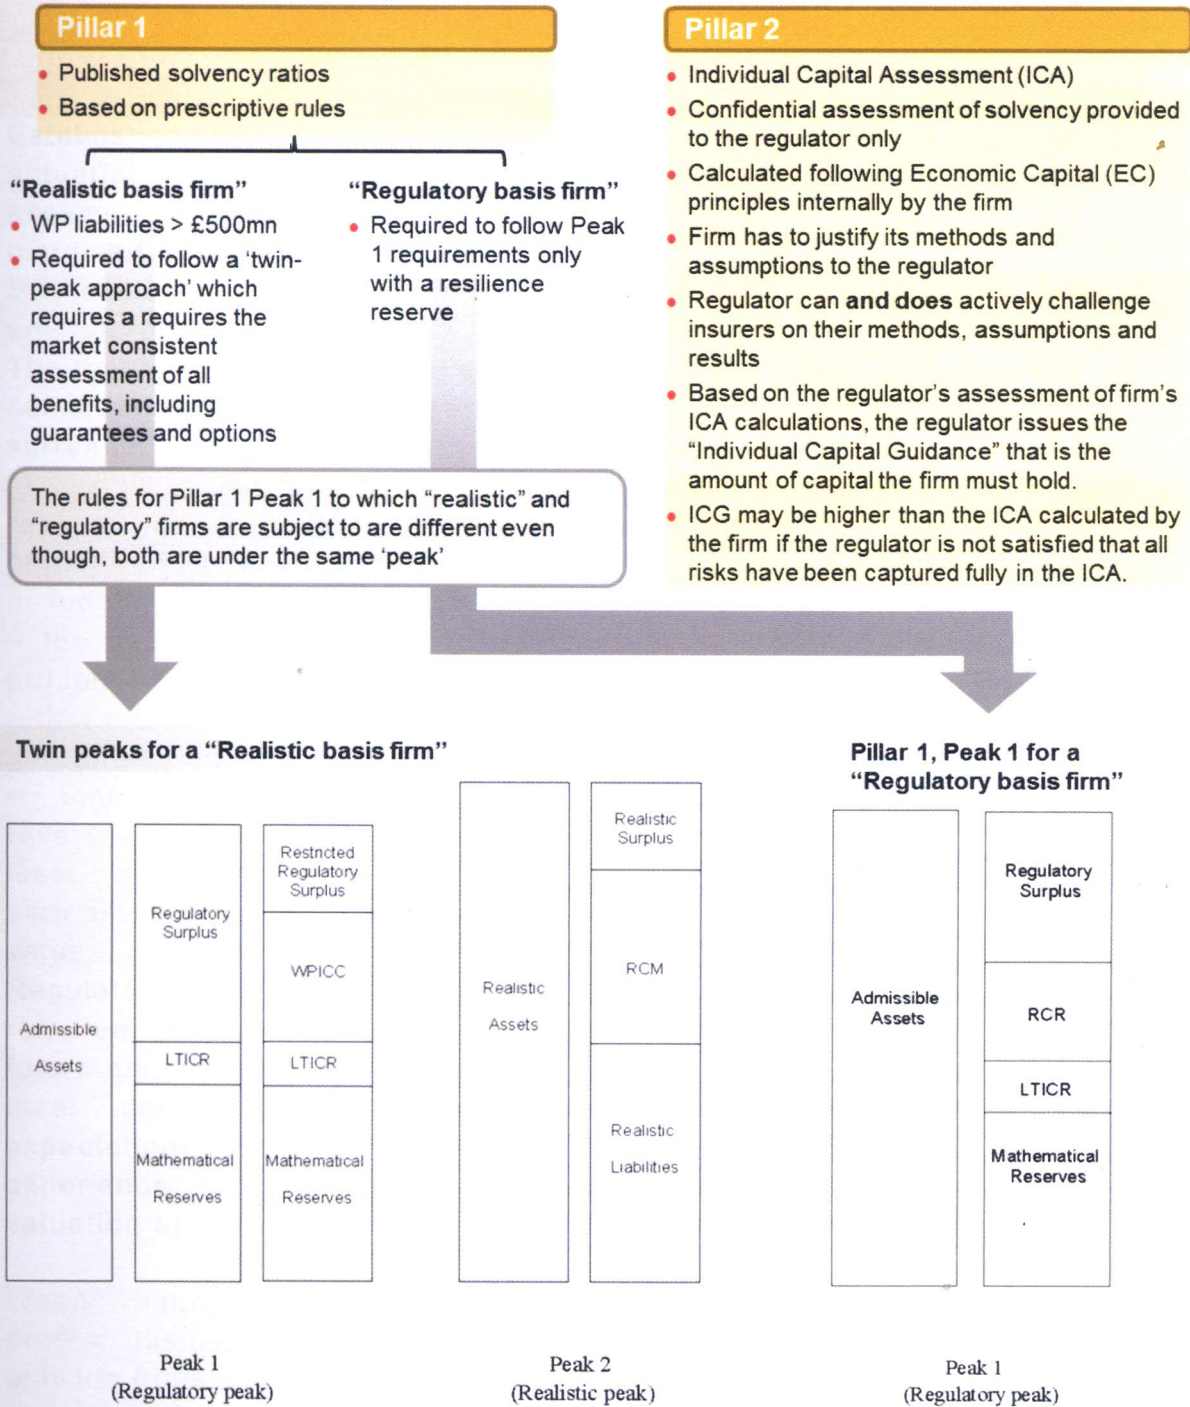 Pillar 1
• Published solvency ratios
• Based on prescriptive rules
“Realistic basis firm”
• WP liabilities > £500mn
• Required to follow a ‘twin-
peak approach’ which
requires a requires the
market consistent
assessment of all
benefits, including
guarantees and options
“Regulatory basis firm”
• Required to follow Peak
1 requirements only
with a resilience
reserve
The rules for Pillar 1 Peak 1 to which “realistic” and
“regulatory” firms are subject to are different even
though, both are under the same ‘peak’
Pillar 2
• Individual Capital Assessment (ICA)
• Confidential assessment of solvency provided
to the regulator only
• Calculated following Economic Capital (EC)
principles internally by the firm
• Firm has to justify its methods and
assumptions to the regulator
• Regulator can and does actively challenge
insurers on their methods, assumptions and
results
• Based on the regulator’s assessment of firm’s
ICA calculations, the regulator issues the
“Individual Capital Guidance” that is the
amount of capital the firm must hold.
• ICG may be higher than the ICA calculated by
the firm if the regulator is not satisfied that all
risks have been captured fully in the ICA.
Twin peaks for a “Realistic basis firm”
Admissible
Assets
Regulatory
Surplus
LTICR
Mathematical
Reserves
Restricted
Regulatory
Surplus
WPICC
LTICR
Mathematical
Reserves
Peak 1
(Regulatory peak)
Realistic
Assets
Realistic
Surplus
RCM
Realistic
Liabilities
Peak 2
(Realistic peak)
Pillar 1, Peak 1 for a
“Regulatory basis firm”
Admissible
Assets
Regulatory
Surplus
RCR
LTICR
Mathematical
Reserves
Peak 1
(Regulatory peak)